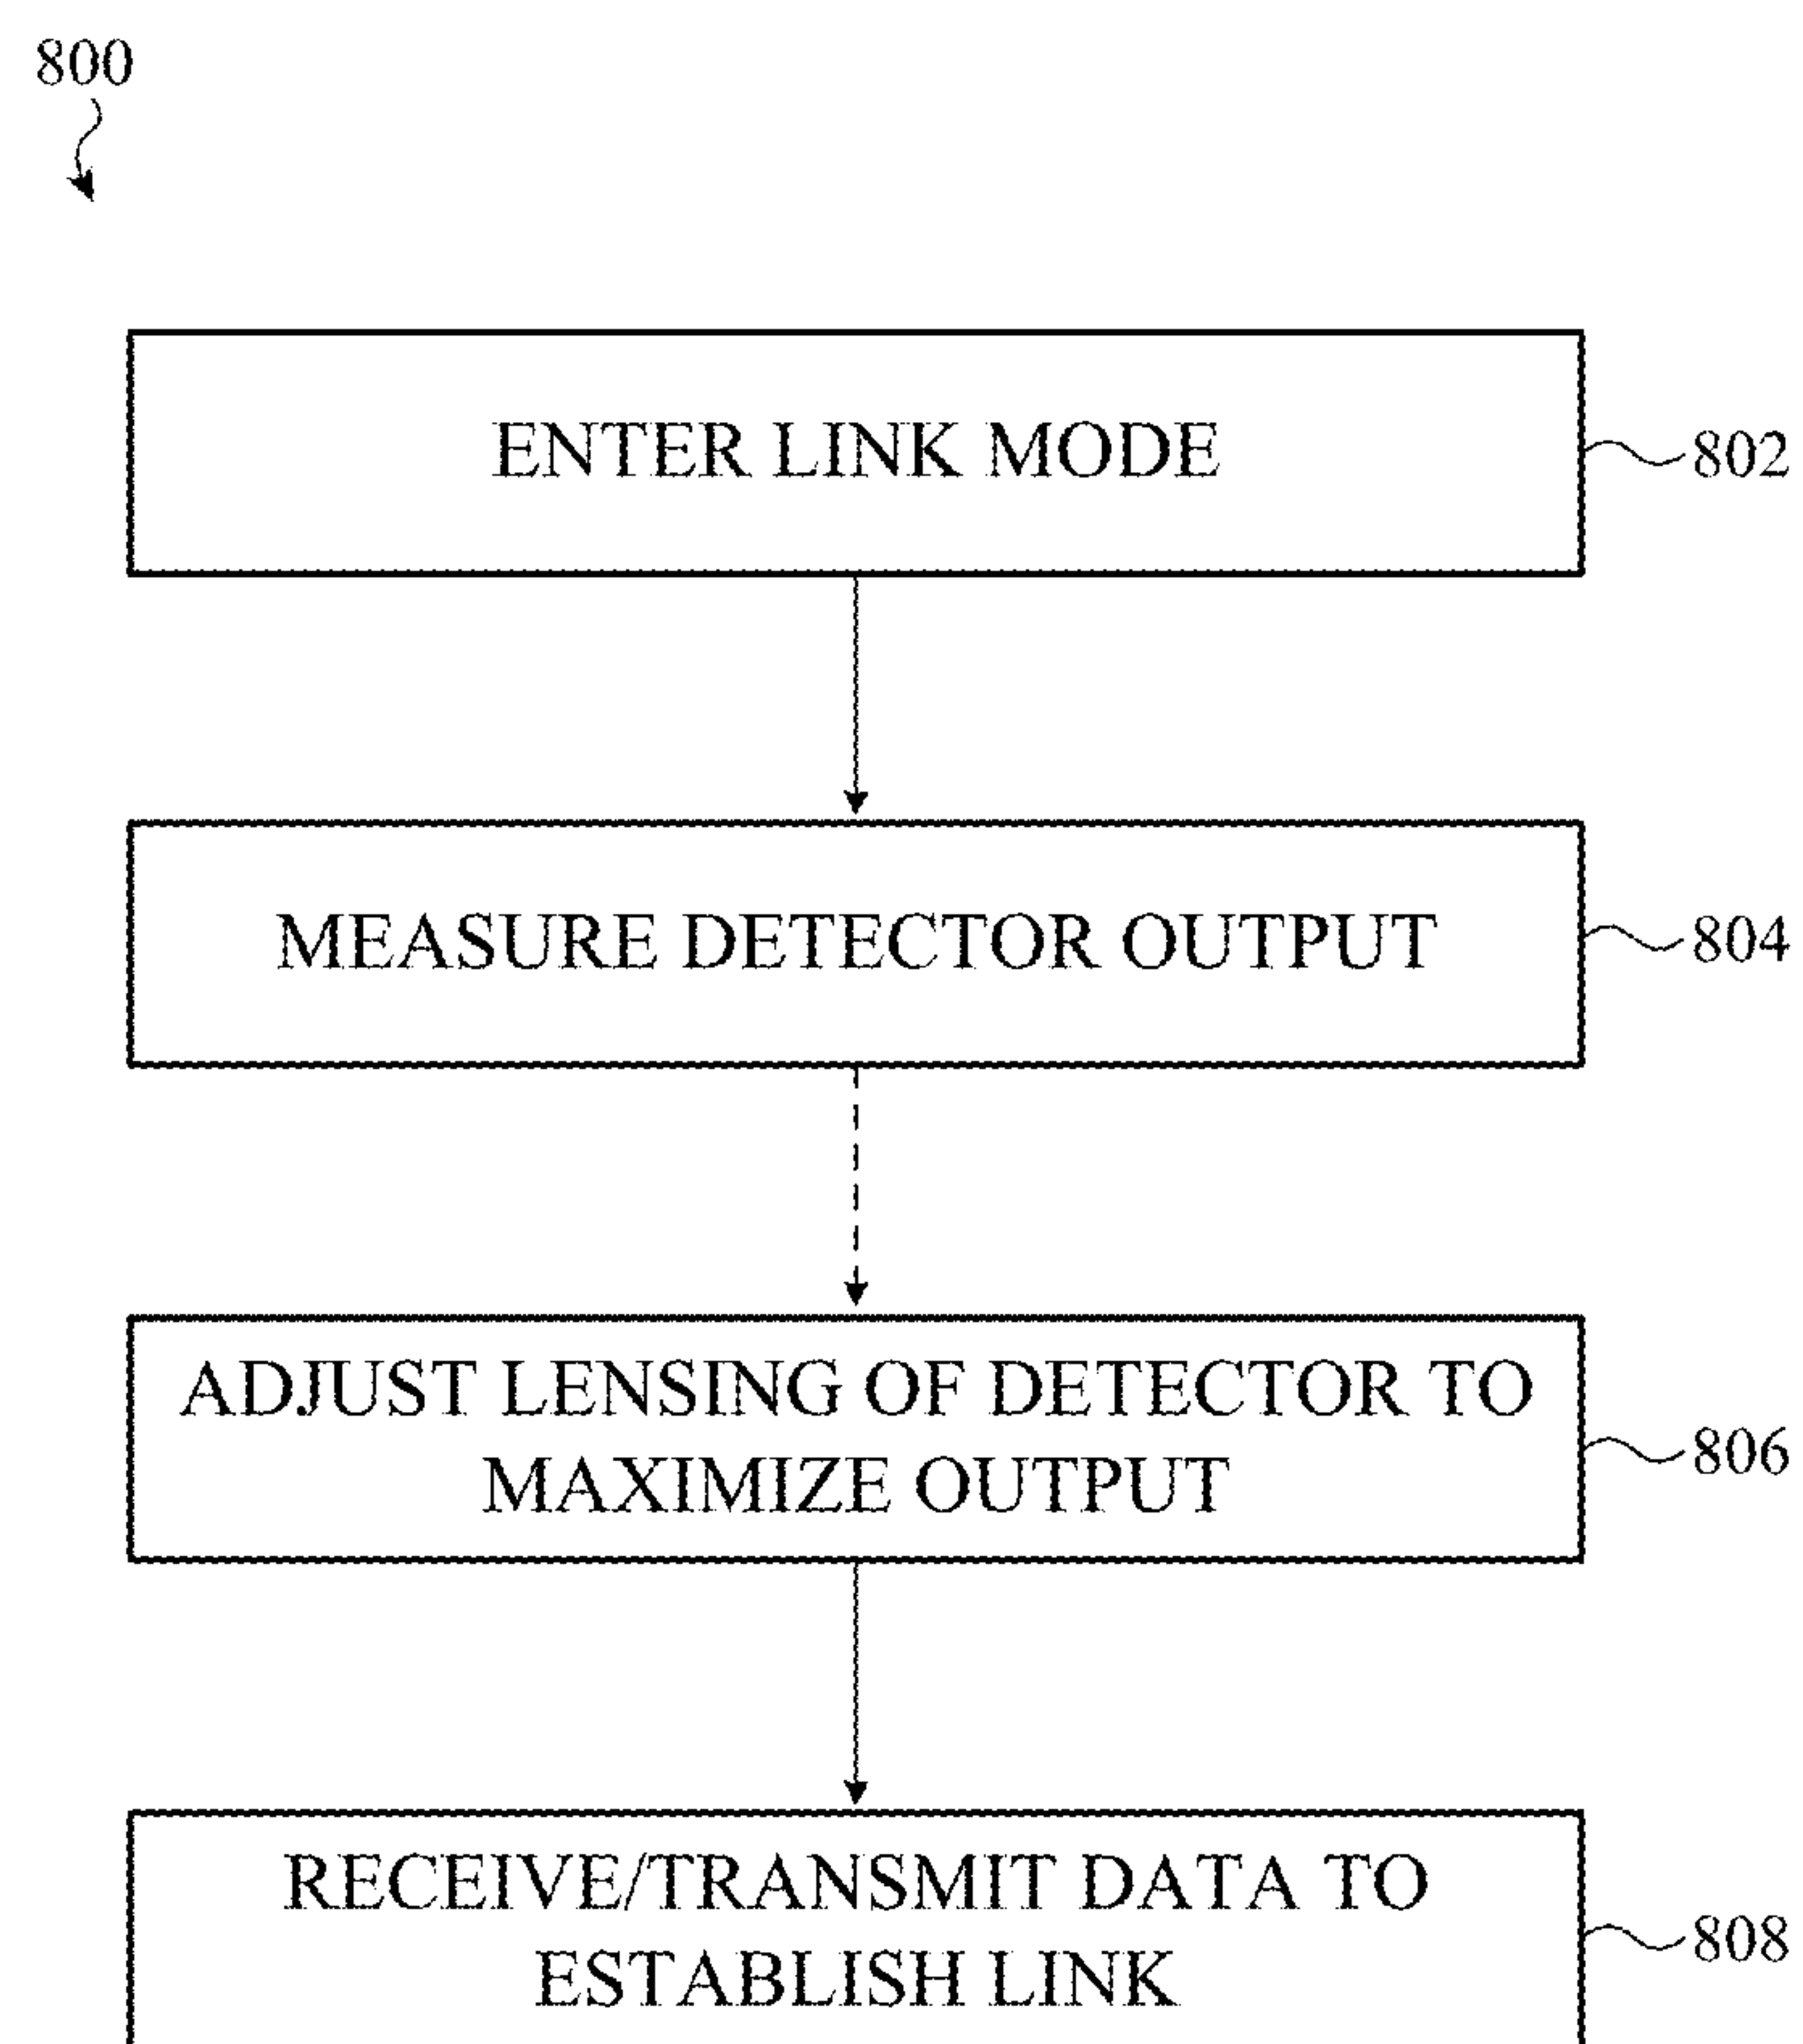 800
ENTER LINK MODE
802
MEASURE DETECTOR OUTPUT
804
ADJUST LENSING OF DETECTOR TO
MAXIMIZE OUTPUT
806
RECEIVE/TRANSMIT DATA TO
ESTABLISH LINK
808